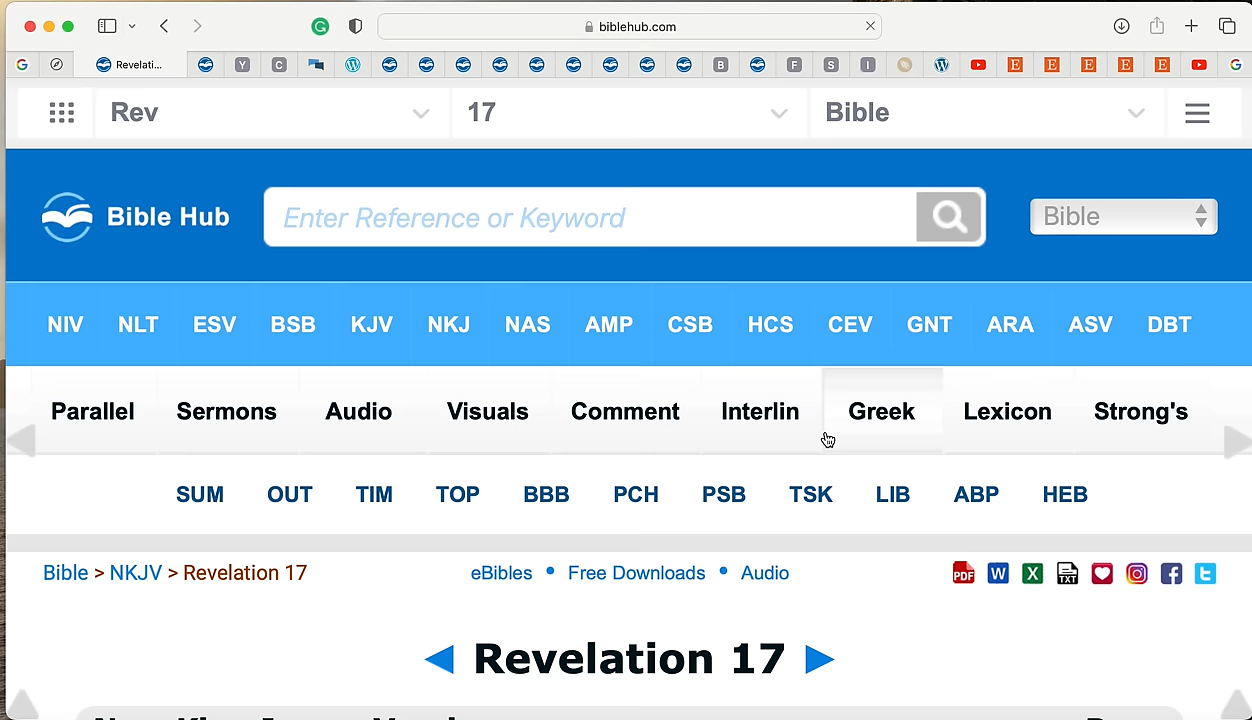 biblehub.com
Revelati...
Y
C
B
F
S
I
E
E
E
E
E
Rev 17 Bible
Bible Hub Enter Reference or Keyword Bible
NIV NLT ESV BSB KJV NKJ NAS AMP CSB HCS CEV GNT ARA ASV DBT
Parallel Sermons Audio Visuals Comment Interlin Greek Lexicon Strong's
SUM OUT TIM TOP BBB PCH PSB TSK LIB ABP HEB
Bible > NKJV > Revelation 17 eBibles • Free Downloads • Audio PDF W X TXT
Revelation 17